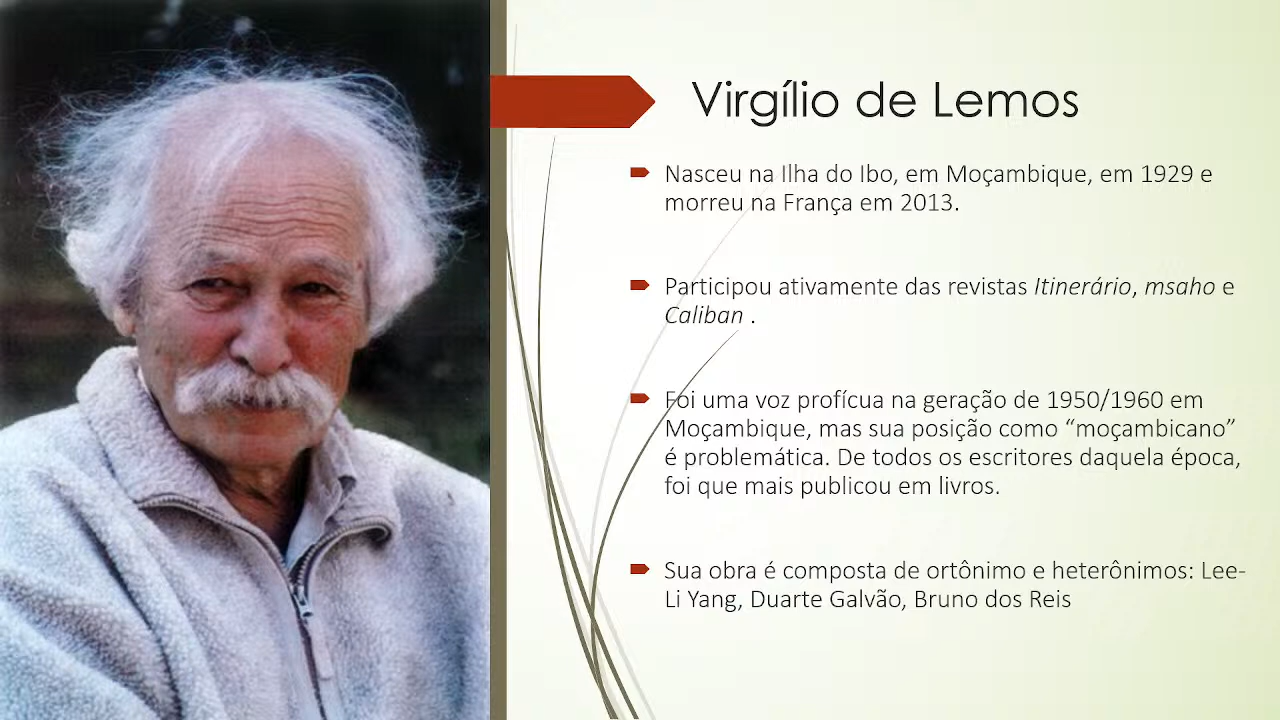 Virgílio de Lemos
Nasceu na Ilha do Ibo, em Moçambique, em 1929 e
morreu na França em 2013.
Participou ativamente das revistas Itinerário, msaho e
Caliban .
Foi uma voz profícua na geração de 1950/1960 em
Moçambique, mas sua posição como “moçambicano”
é problemática. De todos os escritores daquela época,
foi que mais publicou em livros.
Sua obra é composta de ortônimo e heterônimos: Lee-
Li Yang, Duarte Galvão, Bruno dos Reis